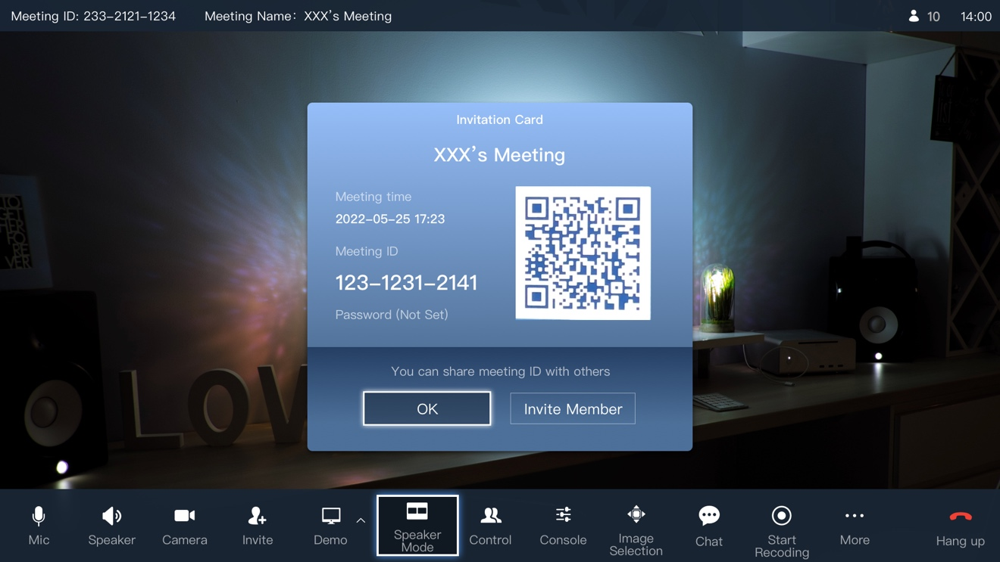 Meeting ID: 233-2121-1234 Meeting Name: XXX's Meeting 10 14:00
Invitation Card
XXX's Meeting
Meeting time
2022-05-25 17:23
Meeting ID
123-1231-2141
Password (Not Set)
You can share meeting ID with others
OK Invite Member
LOV
Mic
Speaker
Camera
Invite
Demo
Speaker
Mode
Control
Console
Image
Selection
Chat
Start
Recoding
More
Hang up